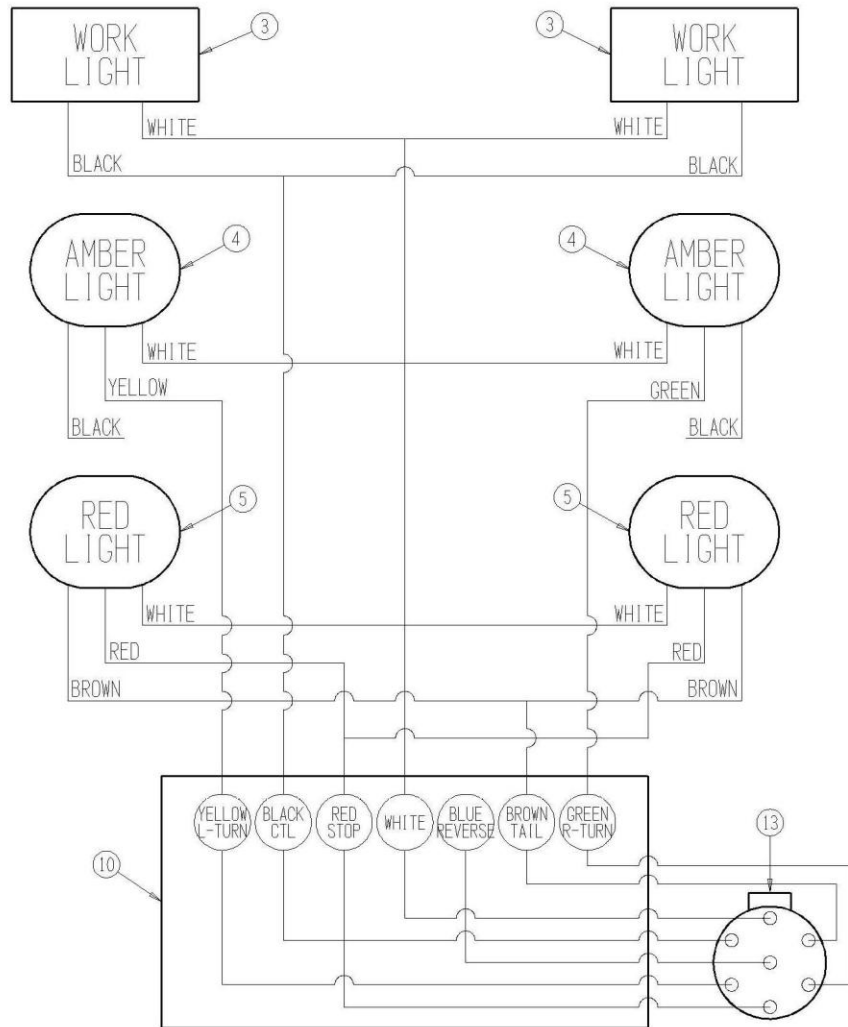 WORK
LIGHT
3
3
WORK
LIGHT
WHITE
WHITE
BLACK
BLACK
AMBER
LIGHT
4
4
AMBER
LIGHT
WHITE
WHITE
YELLOW
GREEN
BLACK
BLACK
RED
LIGHT
5
5
RED
LIGHT
WHITE
WHITE
RED
RED
BROWN
BROWN
YELLOW
L-TURN
BLACK
CTL
RED
STOP
WHITE
BLUE
REVERSE
BROWN
TAIL
GREEN
R-TURN
10
13